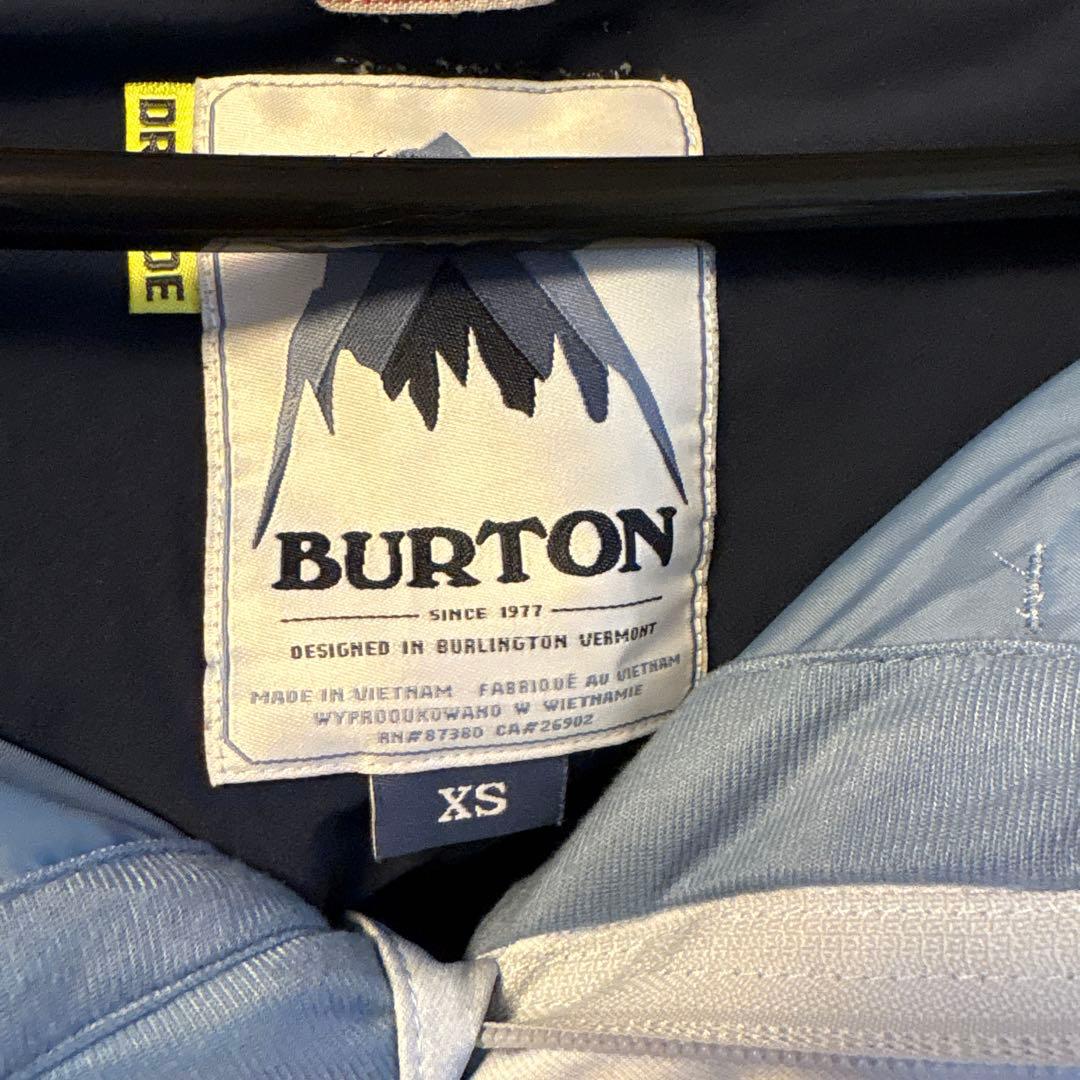 BURTON
SINCE 1977
DESIGNED IN BURLINGTON VERMONT
MADE IN VIETNAM FABRIQUÉ AU VIETNAM
WYPRODUKOWANO W WIETNAMIE
RN#87380 CA#26902
XS